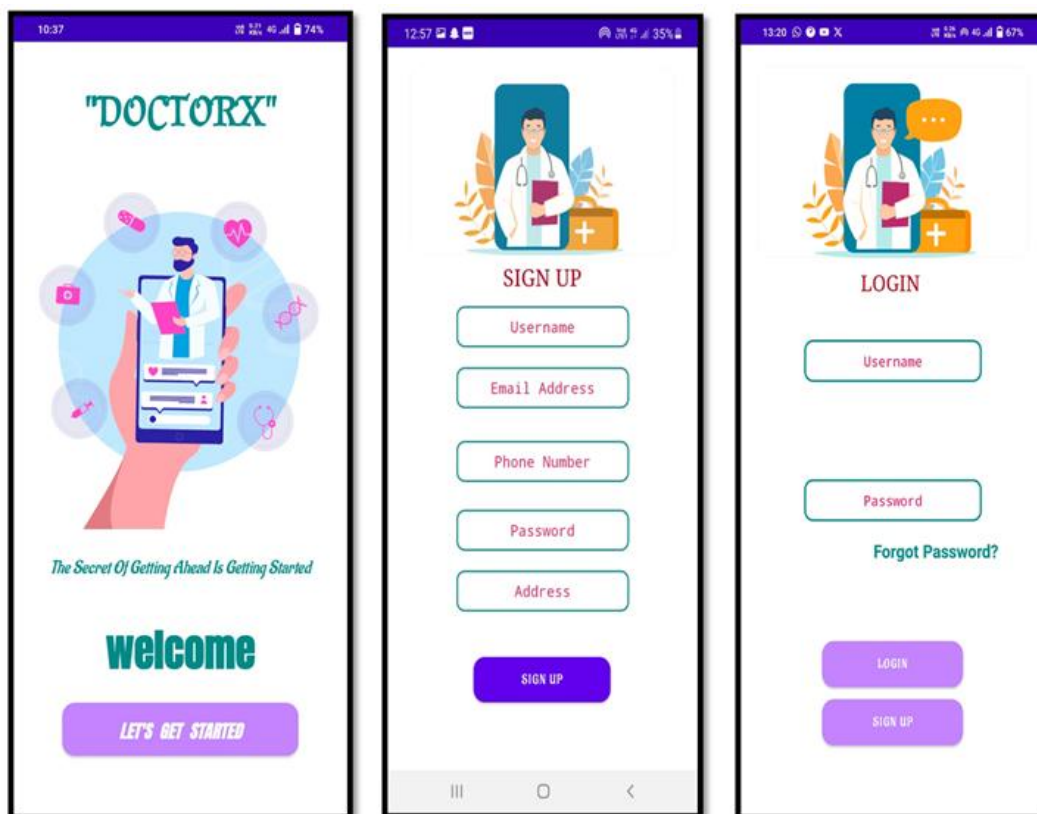 10:37
4G 74%
"DOCTORX"
The Secret Of Getting Ahead Is Getting Started
welcome
LET'S GET STARTED
12:57
35%
SIGN UP
Username
Email Address
Phone Number
Password
Address
SIGN UP
13:20 X
4G 67%
LOGIN
Username
Password
Forgot Password?
LOGIN
SIGN UP